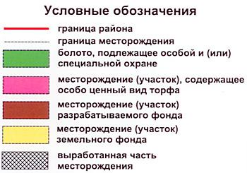 Условные обозначения
граница района
граница месторождения
болото, подлежащее особой и (или)
специальной охране
месторождение (участок), содержащее
особо ценный вид торфа
месторождение (участок)
разрабатываемого фонда
месторождение (участок)
земельного фонда
выработанная часть
месторождения